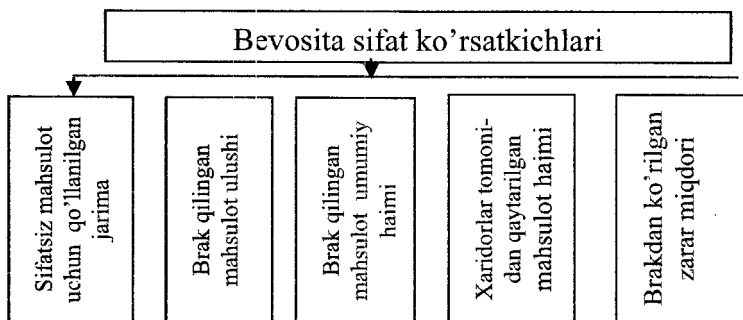 Bevosita sifat ko'rsatkichlari
Sifatsiz mahsulot
uchun qo'llanilgan
jarima
Brak qilingan
mahsulot ulushi
Brak qilingan
mahsulot umumiy
haimi
Xaridorlar tomoni-
dan qaytarilgan
mahsulot hajmi
Brakdan ko'rilgan
zarar miqdori